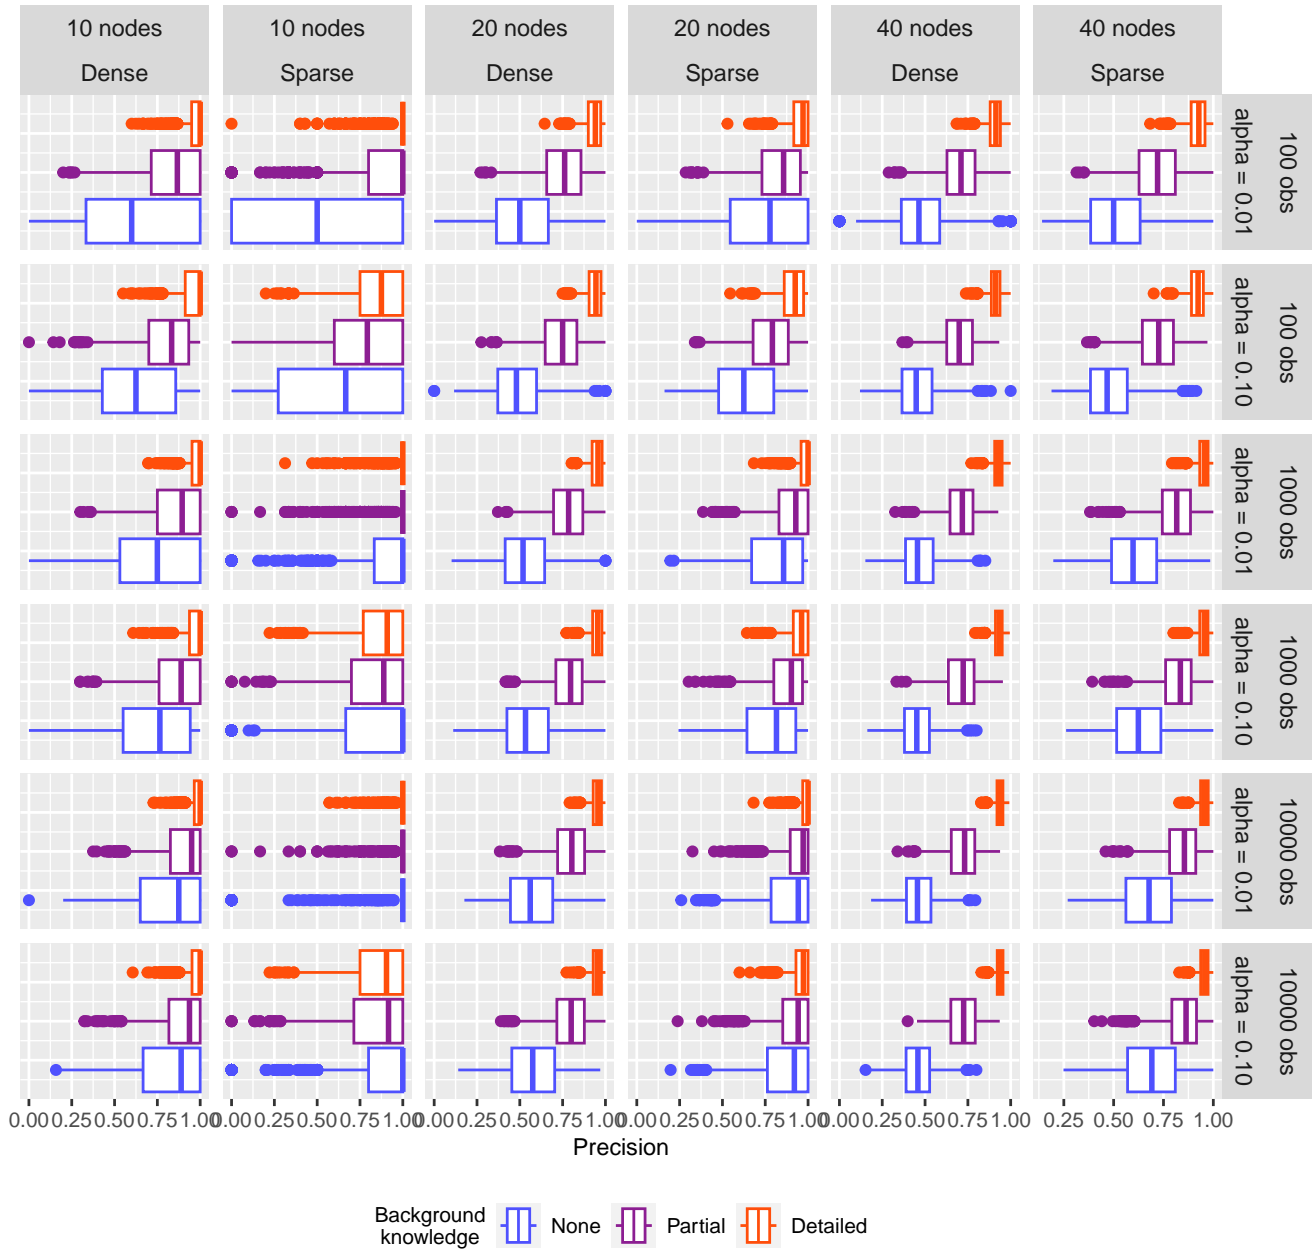 10 nodes
10 nodes
20 nodes
20 nodes
40 nodes
40 nodes
Dense
Sparse
Dense
Sparse
Dense
Sparse
100 obs
alpha = 0.01
100 obs
alpha = 0.10
1000 obs
alpha = 0.01
1000 obs
alpha = 0.10
10000 obs
alpha = 0.01
10000 obs
alpha = 0.10
0.00 0.25 0.50 0.75 1.00
0.00 0.25 0.50 0.75 1.00
0.00 0.25 0.50 0.75 1.00
0.00 0.25 0.50 0.75 1.00
0.00 0.25 0.50 0.75 1.00
0.25 0.50 0.75 1.00
Precision
Background
knowledge
None
Partial
Detailed